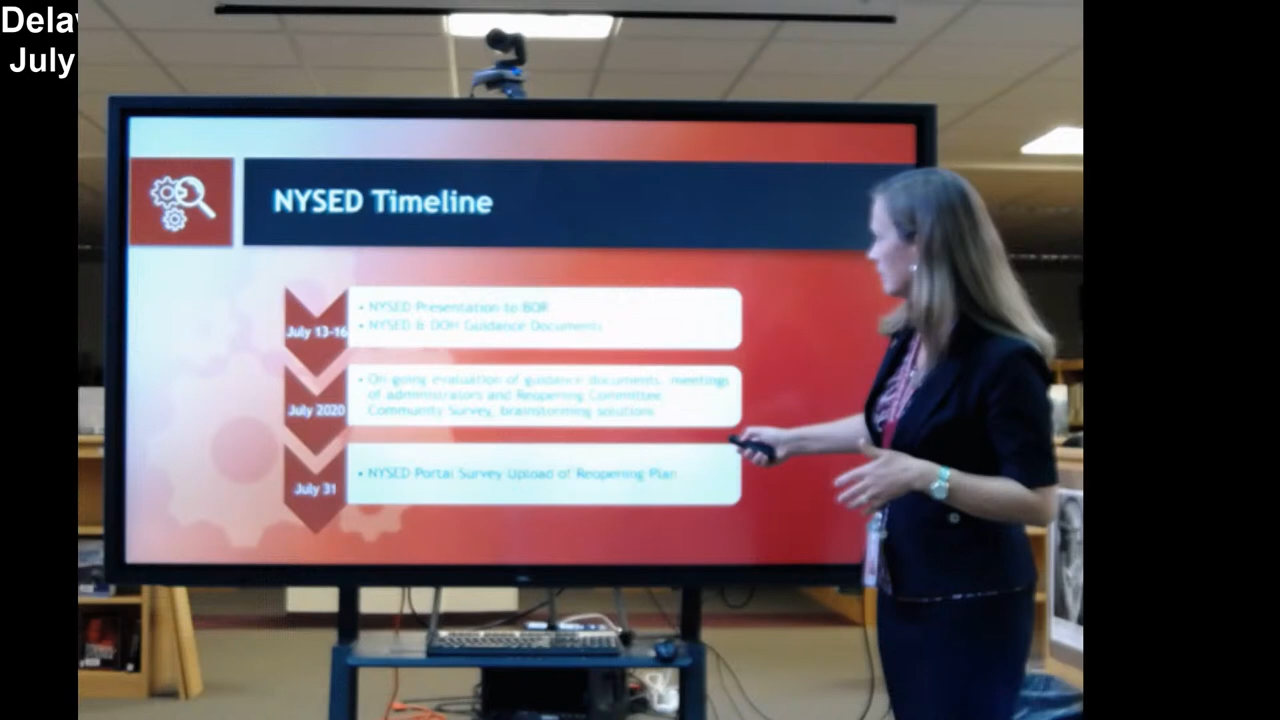 Dela
July
NYSED Timeline
July 13-16
• NYSED Presentation to BOR
• NYSED & DOH Guidance Documents
July 2020
• On-going evaluation of guidance documents, meetings
of administrators and Reopening Committee
Community Survey, brainstorming solutions
July 31
• NYSED Portal Survey Upload of Reopening Plan